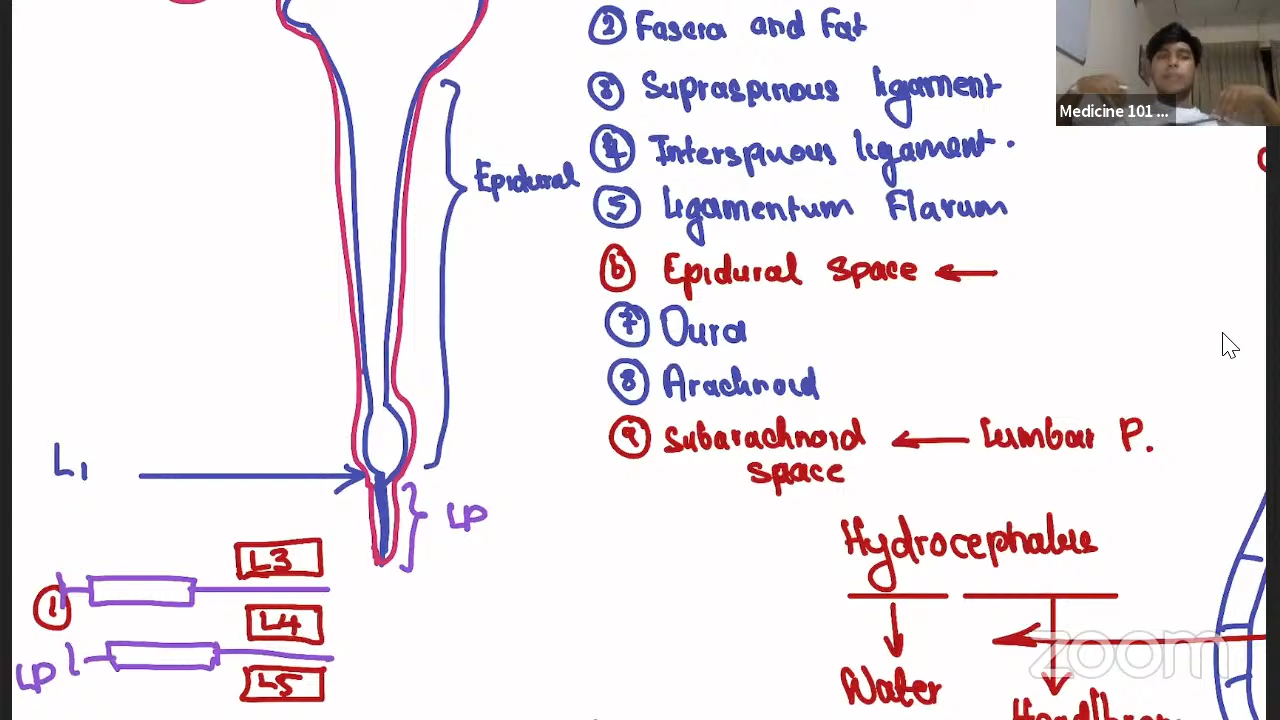 ② Fascia and Fat
③ Supraspinous ligament
④ Interspinous ligament.
⑤ Ligamentum Flavum
⑥ Epidural space ←
⑦ Dura
⑧ Arachnoid
⑨ Subarachnoid ← Lumbar P.
space
Epidural
L1
LP
L3
①
L4
LP
L5
Hydrocephalus
Water
Medicine 101 ...
zoom